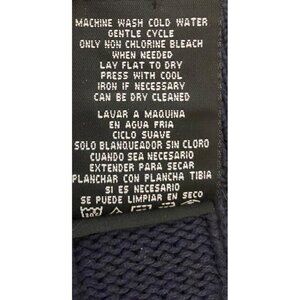 MACHINE WASH COLD WATER
GENTLE CYCLE
ONLY NON CHLORINE BLEACH
WHEN NEEDED
LAY FLAT TO DRY
PRESS WITH COOL
IRON IF NECESSARY
CAN BE DRY CLEANED
LAVAR A MAQUINA
EN AGUA FRIA
CICLO SUAVE
SOLO BLANQUEADOR SIN CLORO
CUANDO SEA NECESARIO
EXTENDER PARA SECAR
PLANCHAR CON PLANCHA TIBIA
SI ES NECESARIO
SE PUEDE LIMPIAR EN SECO